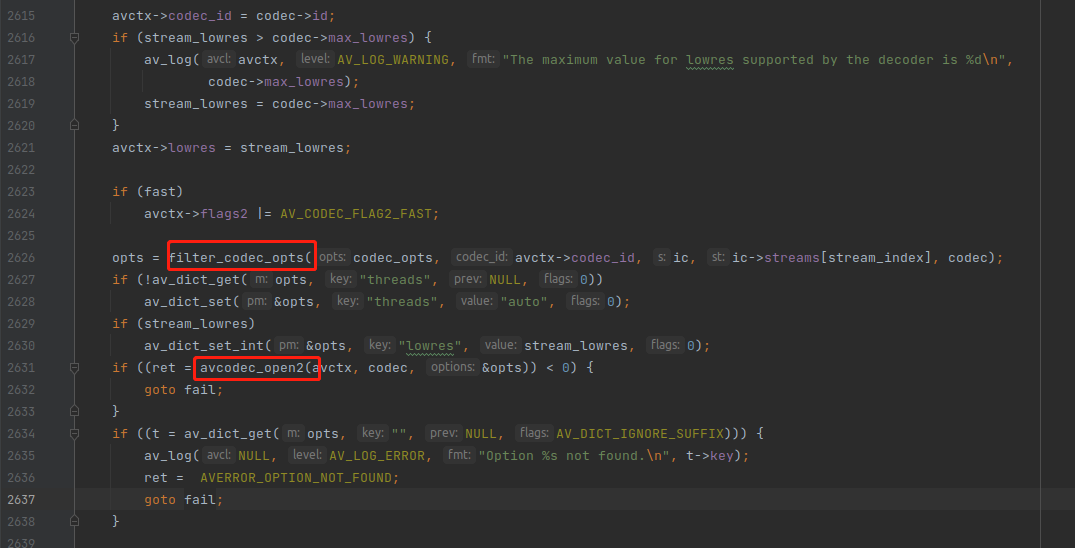 2615 avctx->codec_id = codec->id;
2616 if (stream_lowres > codec->max_lowres) {
2617 av_log( avcl: avctx, level: AV_LOG_WARNING, fmt: "The maximum value for lowres supported by the decoder is %d\n",
2618 codec->max_lowres);
2619 stream_lowres = codec->max_lowres;
2620 }
2621 avctx->lowres = stream_lowres;
2622
2623 if (fast)
2624 avctx->flags2 |= AV_CODEC_FLAG2_FAST;
2625
2626 opts = filter_codec_opts( opts: codec_opts, codec_id: avctx->codec_id, s: ic, st: ic->streams[stream_index], codec);
2627 if (!av_dict_get( m: opts, key: "threads", prev: NULL, flags: 0))
2628 av_dict_set( pm: &opts, key: "threads", value: "auto", flags: 0);
2629 if (stream_lowres)
2630 av_dict_set_int( pm: &opts, key: "lowres", value: stream_lowres, flags: 0);
2631 if ((ret = avcodec_open2(avctx, codec, options: &opts)) < 0) {
2632 goto fail;
2633 }
2634 if ((t = av_dict_get( m: opts, key: "", prev: NULL, flags: AV_DICT_IGNORE_SUFFIX))) {
2635 av_log( avcl: NULL, level: AV_LOG_ERROR, fmt: "Option %s not found.\n", t->key);
2636 ret = AVERROR_OPTION_NOT_FOUND;
2637 goto fail;
2638 }
2639